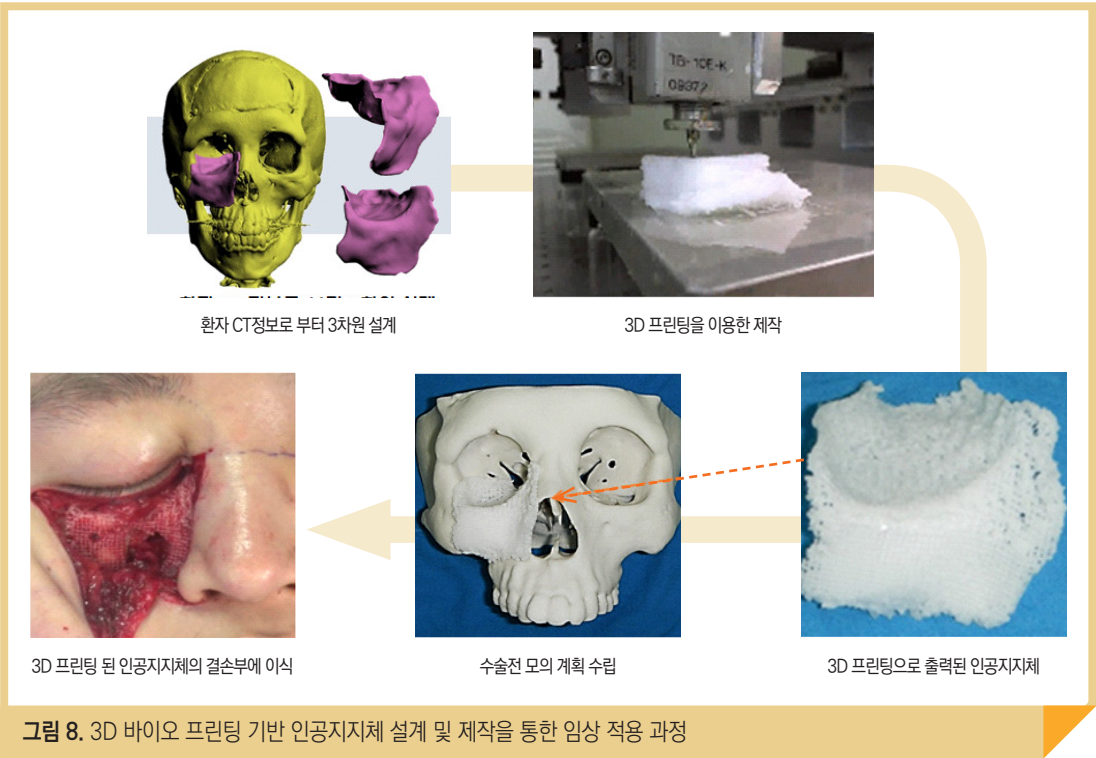 TB-10E-K
환자 CT정보로 부터 3차원 설계
3D 프린팅을 이용한 제작
3D 프린팅 된 인공지지체의 결손부에 이식
수술전 모의 계획 수립
3D 프린팅으로 출력된 인공지지체
그림 8. 3D 바이오 프린팅 기반 인공지지체 설계 및 제작을 통한 임상 적용 과정